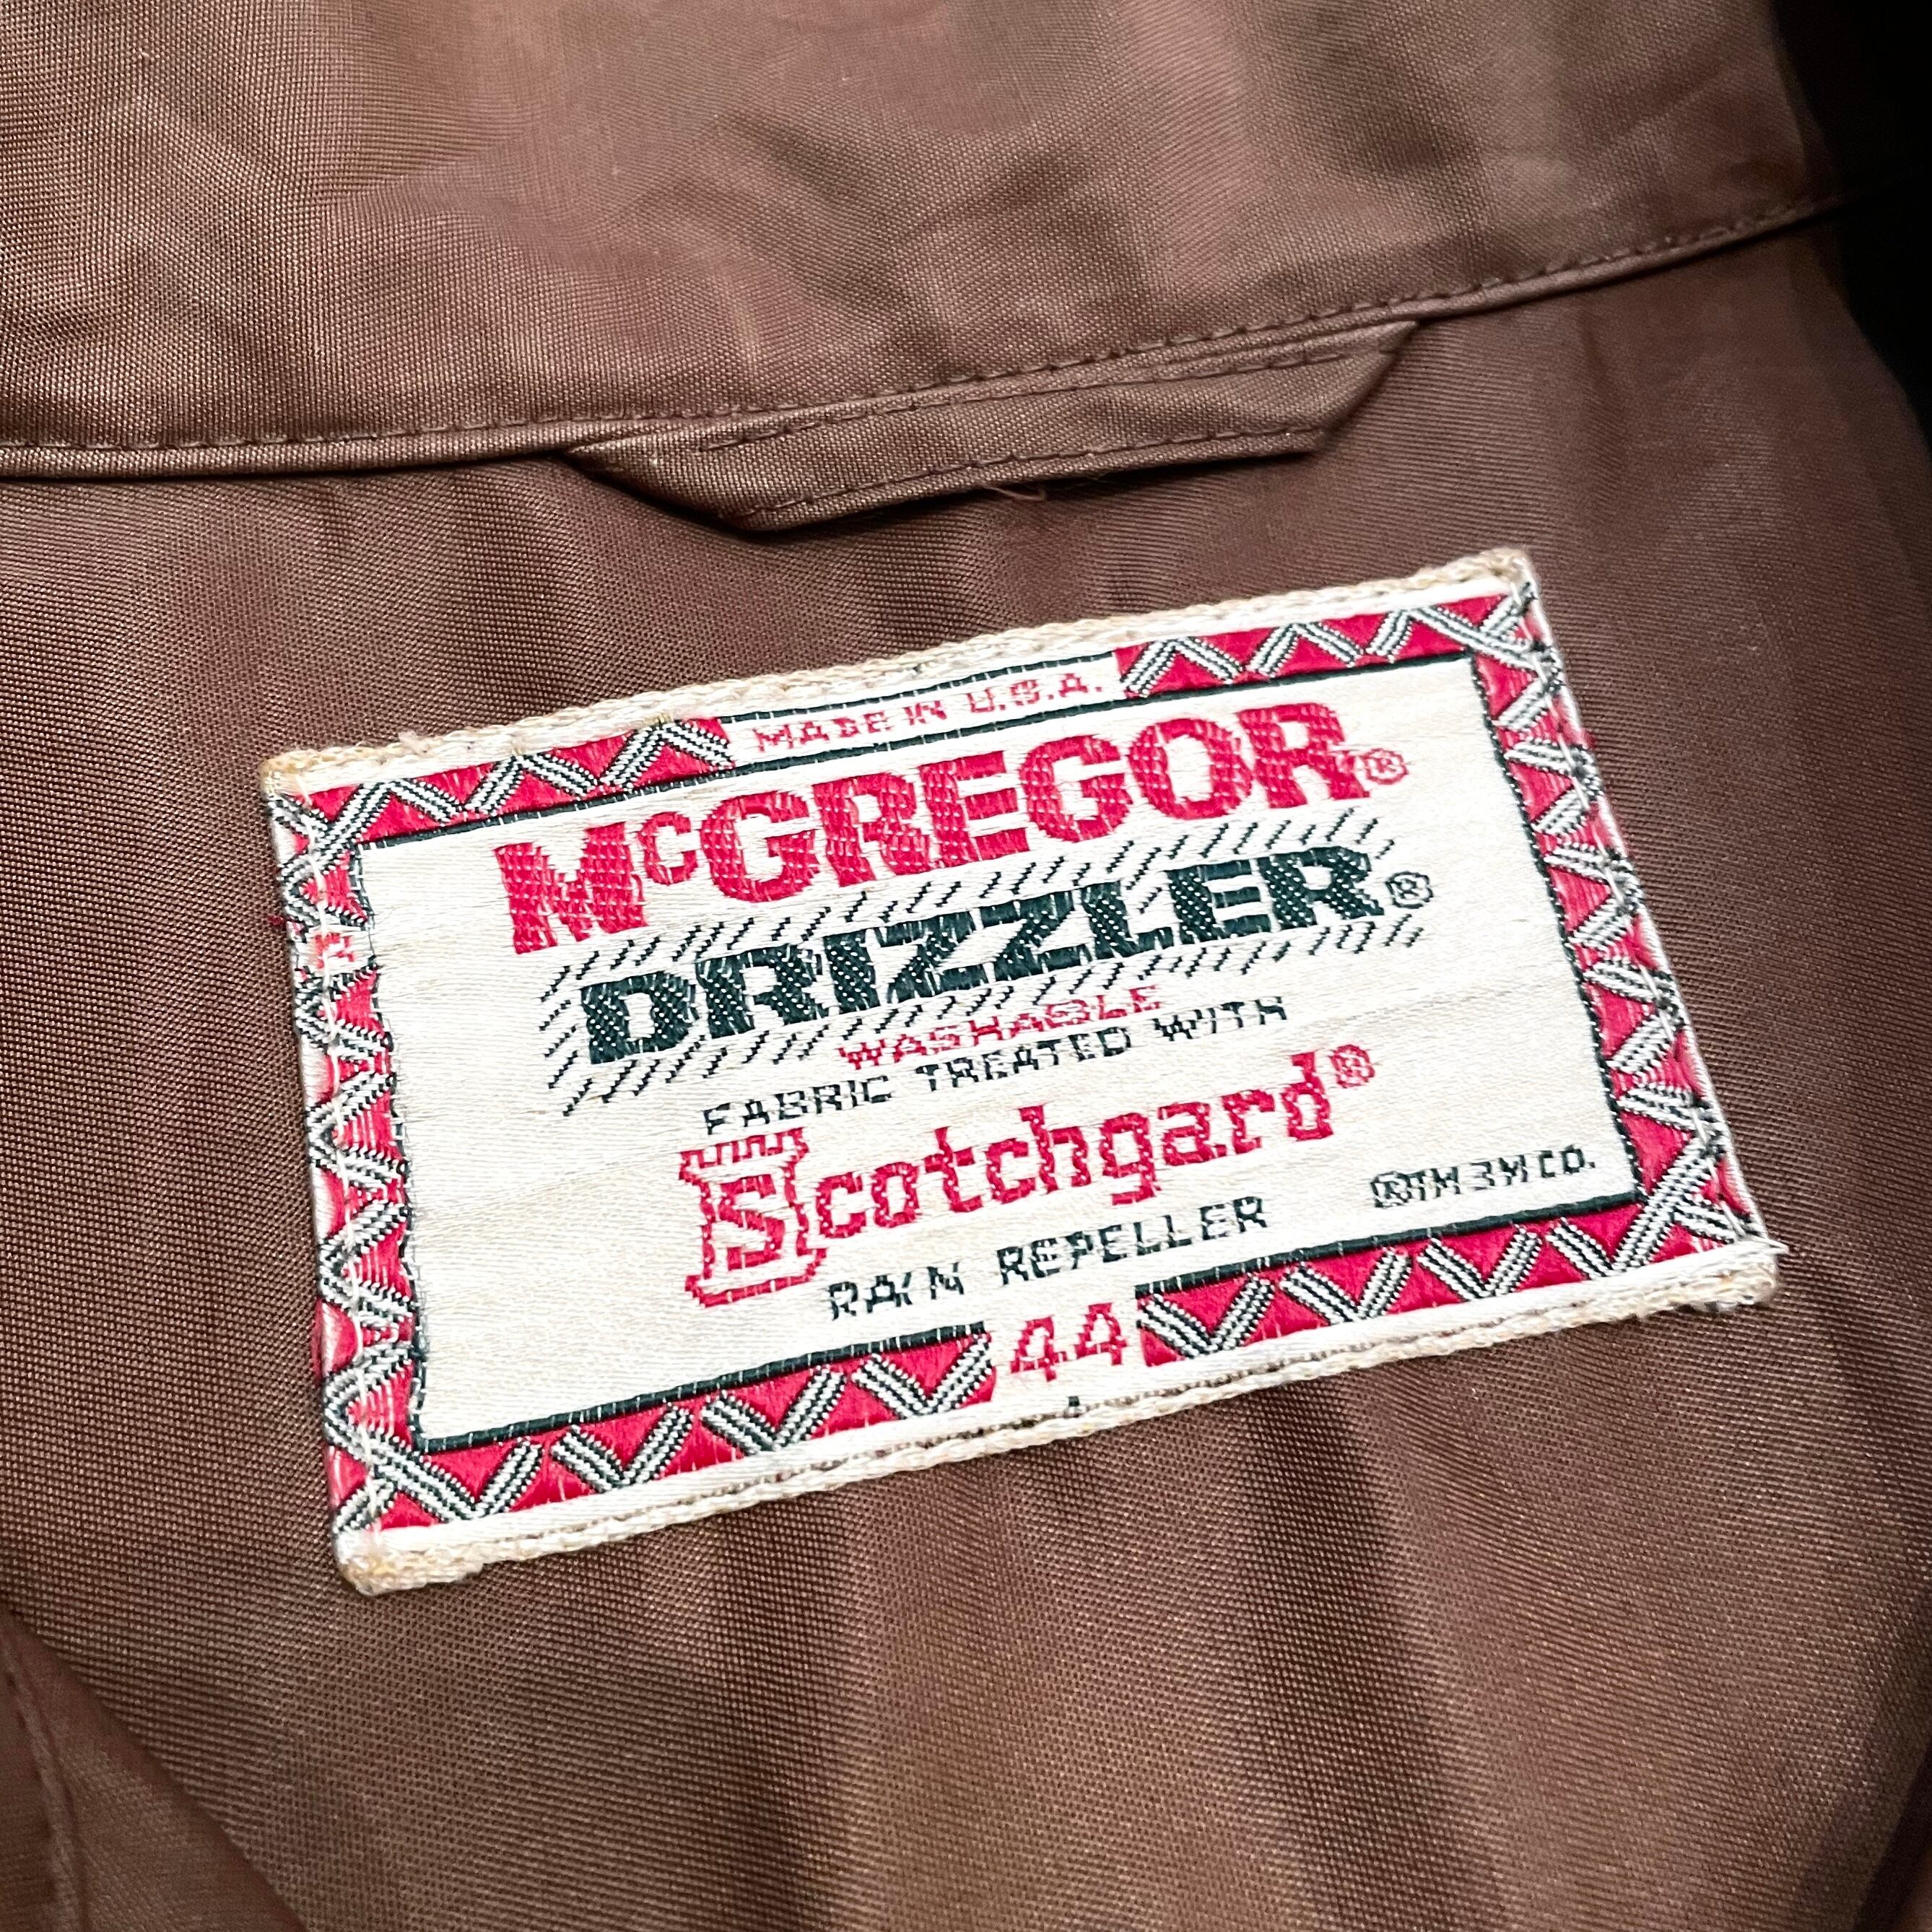 MADE IN U.S.A.
McGREGOR®
DRIZZLER®
WASHABLE
FABRIC TREATED WITH
Scotchgard®
®TM 3M CO.
RAIN REPELLER
44